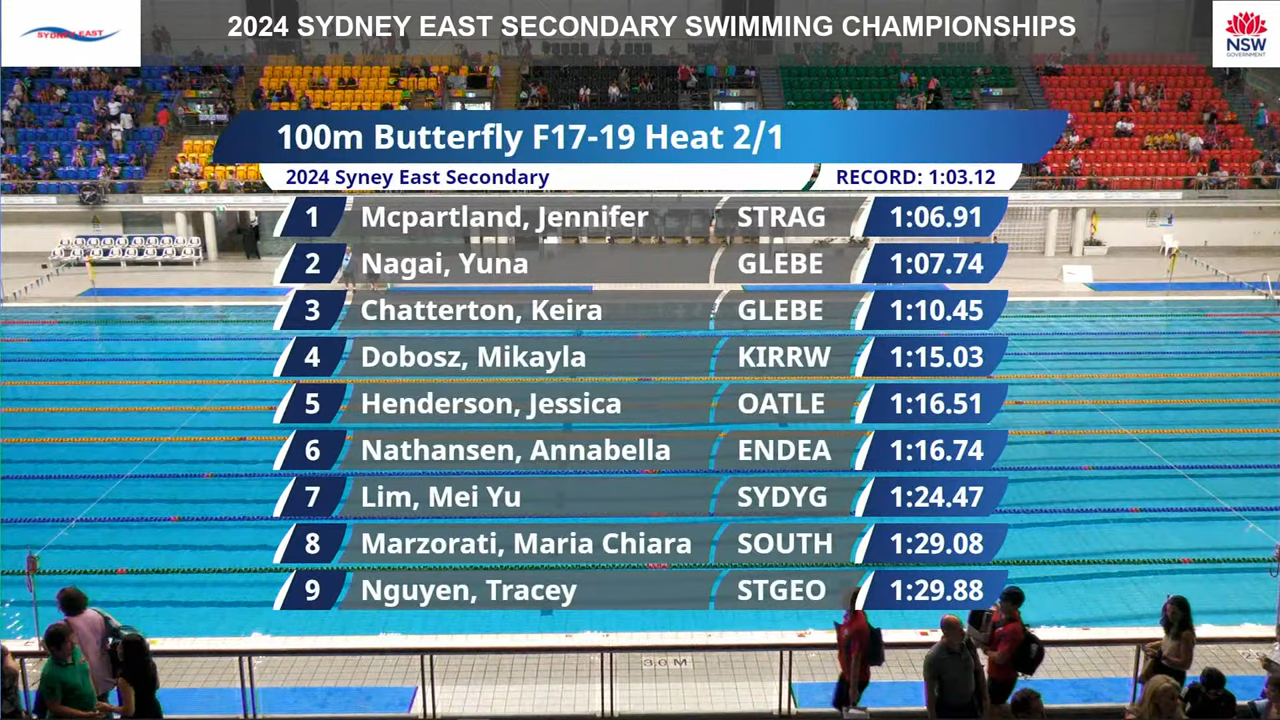 SYDNEY EAST
2024 SYDNEY EAST SECONDARY SWIMMING CHAMPIONSHIPS
NSW
GOVERNMENT
100m Butterfly F17-19 Heat 2/1
2024 Syney East Secondary RECORD: 1:03.12
1 Mcpartland, Jennifer STRAG 1:06.91
2 Nagai, Yuna GLEBE 1:07.74
3 Chatterton, Keira GLEBE 1:10.45
4 Dobosz, Mikayla KIRRW 1:15.03
5 Henderson, Jessica OATLE 1:16.51
6 Nathansen, Annabella ENDEA 1:16.74
7 Lim, Mei Yu SYDYG 1:24.47
8 Marzorati, Maria Chiara SOUTH 1:29.08
9 Nguyen, Tracey STGEO 1:29.88
30M